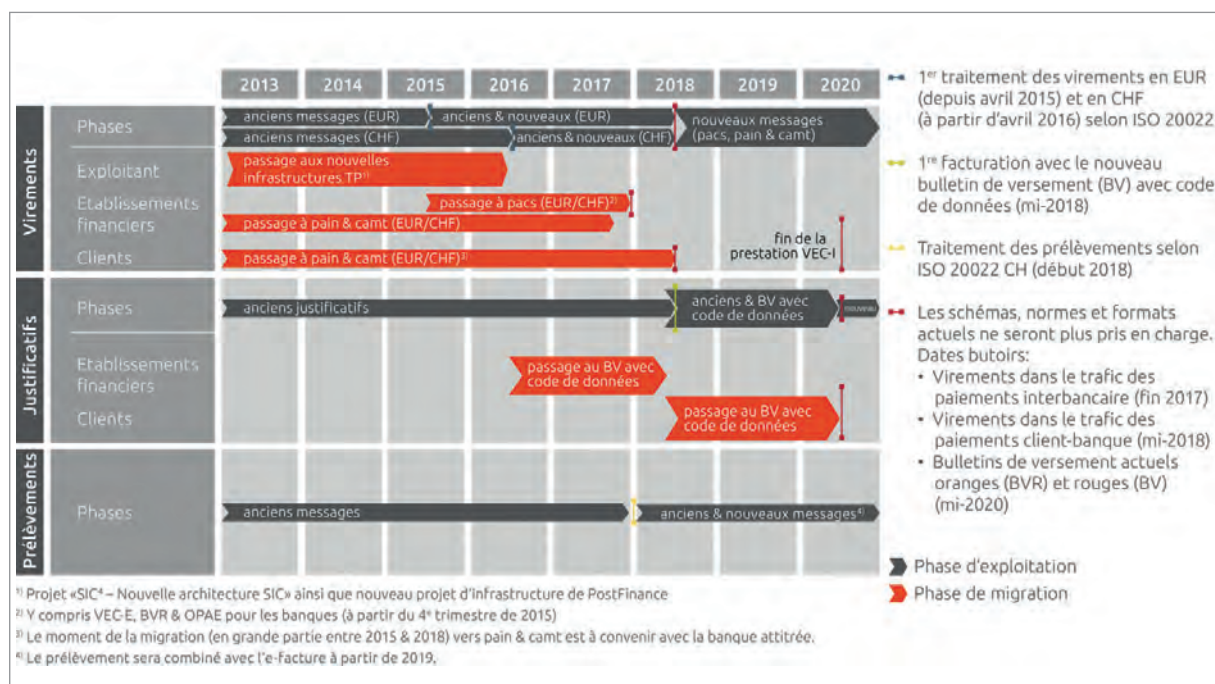 2013 2014 2015 2016 2017 2018 2019 2020
Virements
Phases
anciens messages (EUR)
anciens & nouveaux (EUR)
anciens messages (CHF)
anciens & nouveaux (CHF)
nouveaux messages
(pacs, pain & camt)
Exploitant
passage aux nouvelles
infrastructures TP¹⁾
Etablissements
financiers
passage à pacs (EUR/CHF)²⁾
passage à pain & camt (EUR/CHF)
Clients
passage à pain & camt (EUR/CHF)³⁾
fin de la
prestation VEC-I
Justificatifs
Phases
anciens justificatifs
anciens & BV avec
code de données
nouveau
Etablissements
financiers
passage au BV avec
code de données
Clients
passage au BV avec
code de données
Prélèvements
Phases
anciens messages
anciens & nouveaux messages⁴⁾
1er traitement des virements en EUR
(depuis avril 2015) et en CHF
(à partir d'avril 2016) selon ISO 20022
1re facturation avec le nouveau
bulletin de versement (BV) avec code
de données (mi-2018)
Traitement des prélèvements selon
ISO 20022 CH (début 2018)
Les schémas, normes et formats
actuels ne seront plus pris en charge.
Dates butoirs:
• Virements dans le trafic des
paiements interbancaire (fin 2017)
• Virements dans le trafic des
paiements client-banque (mi-2018)
• Bulletins de versement actuels
oranges (BVR) et rouges (BV)
(mi-2020)
Phase d'exploitation
Phase de migration
¹⁾ Projet «SIC⁴ – Nouvelle architecture SIC» ainsi que nouveau projet d'infrastructure de PostFinance
²⁾ Y compris VEC-E, BVR & OPAE pour les banques (à partir du 4e trimestre de 2015)
³⁾ Le moment de la migration (en grande partie entre 2015 & 2018) vers pain & camt est à convenir avec la banque attitrée.
⁴⁾ Le prélèvement sera combiné avec l'e-facture à partir de 2019.